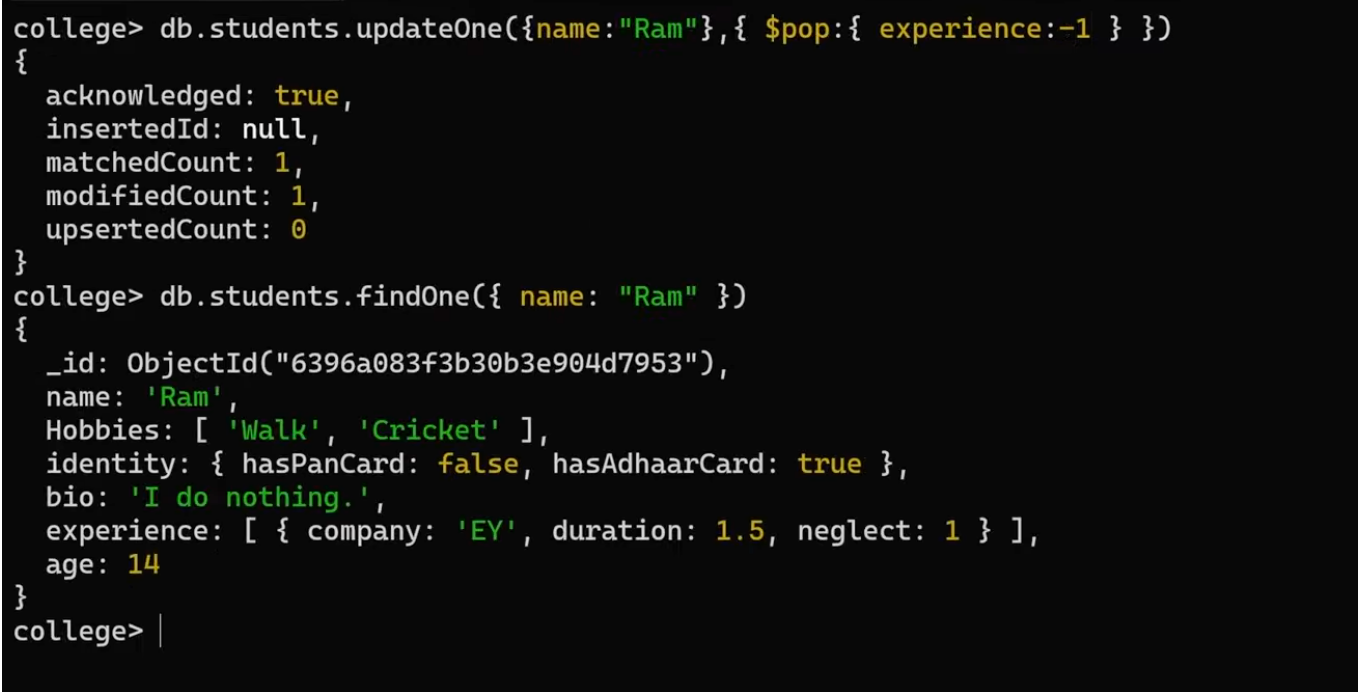 college> db.students.updateOne({name:"Ram"},{ $pop:{ experience:-1 } })
{
  acknowledged: true,
  insertedId: null,
  matchedCount: 1,
  modifiedCount: 1,
  upsertedCount: 0
}
college> db.students.findOne({ name: "Ram" })
{
  _id: ObjectId("6396a083f3b30b3e904d7953"),
  name: 'Ram',
  Hobbies: [ 'Walk', 'Cricket' ],
  identity: { hasPanCard: false, hasAdhaarCard: true },
  bio: 'I do nothing.',
  experience: [ { company: 'EY', duration: 1.5, neglect: 1 } ],
  age: 14
}
college>